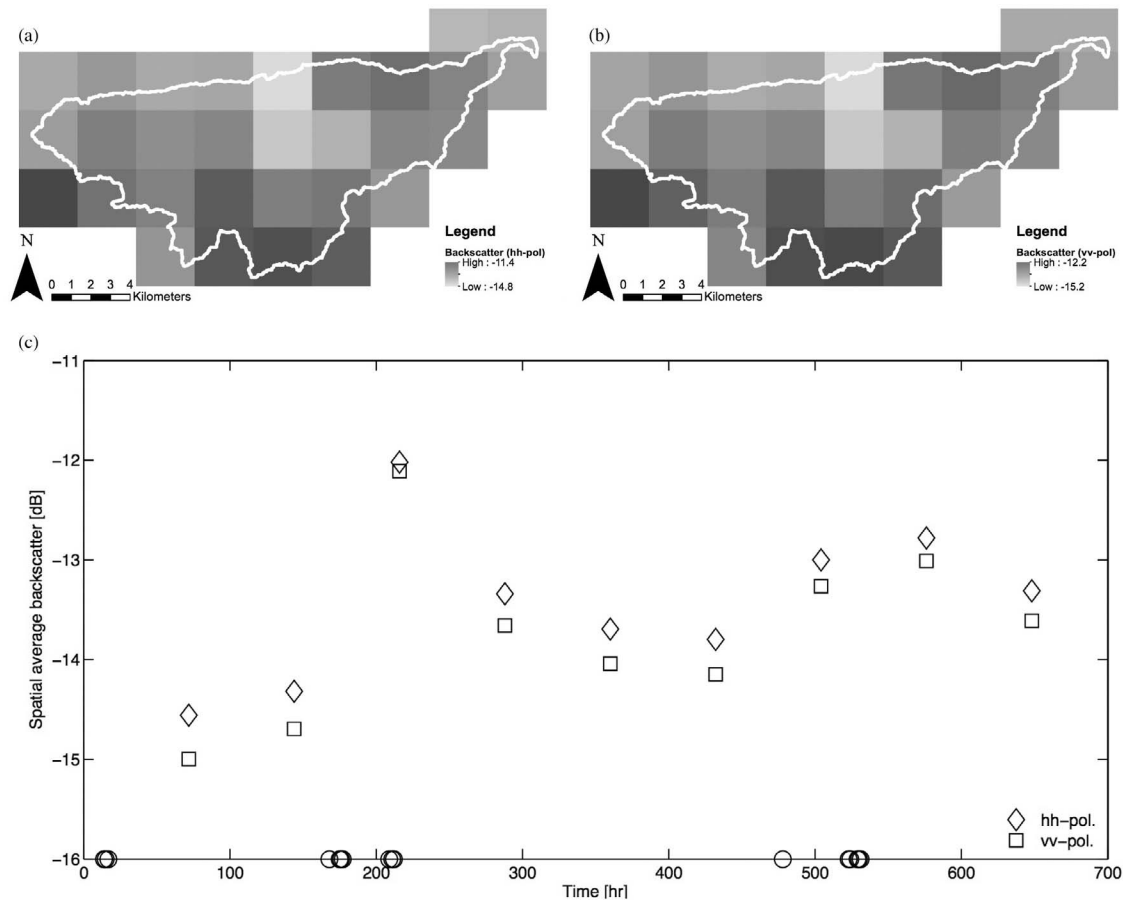 (a)
N
0 1 2 3 4
Kilometers
Legend
Backscatter (hh-pol)
High : -11.4
Low : -14.8
(b)
N
0 1 2 3 4
Kilometers
Legend
Backscatter (vv-pol)
High : -12.2
Low : -15.2
(c)
Spatial average backscatter [dB]
−11
−12
−13
−14
−15
−16
0 100 200 300 400 500 600 700
Time [hr]
hh−pol.
vv−pol.